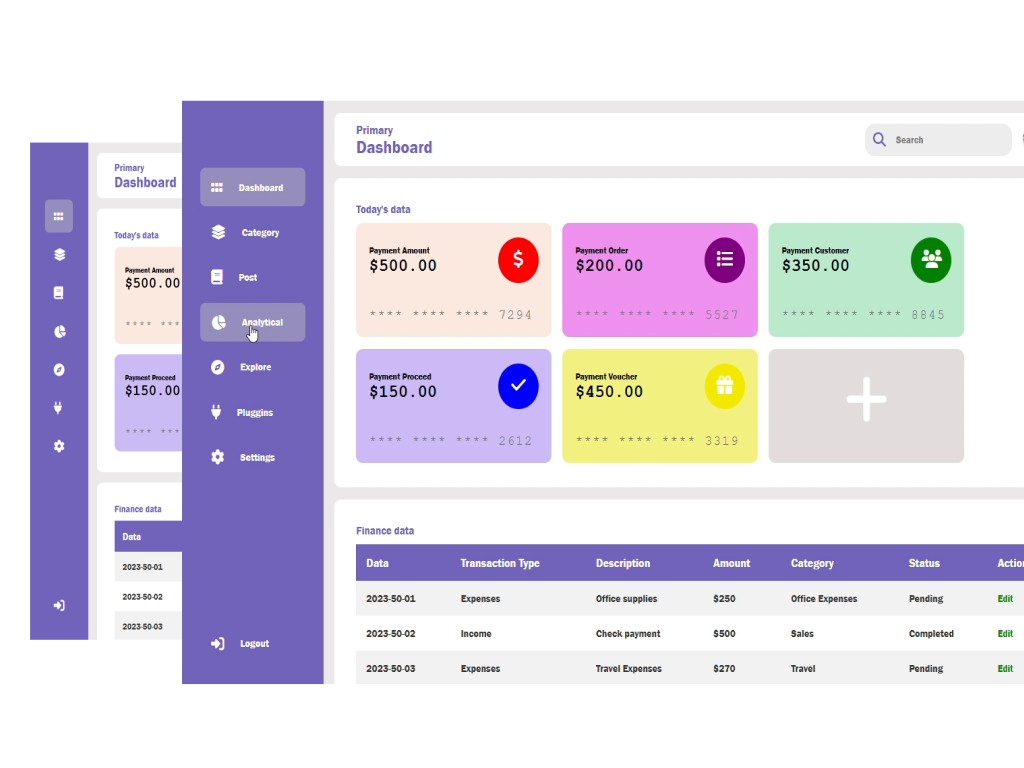 Primary
Dashboard
Today's data
Payment Amount
$500.00
**** ***
Payment Proceed
$150.00
**** ***
Finance data
Data
2023-50-01
2023-50-02
2023-50-03
Dashboard
Category
Post
Analytical
Explore
Pluggins
Settings
Logout
Primary
Dashboard
Search
Today's data
Payment Amount
$500.00
**** **** **** 7294
Payment Order
$200.00
**** **** **** 5527
Payment Customer
$350.00
**** **** **** 8845
Payment Proceed
$150.00
**** **** **** 2612
Payment Voucher
$450.00
**** **** **** 3319
Finance data
Data Transaction Type Description Amount Category Status Action
2023-50-01 Expenses Office supplies $250 Office Expenses Pending Edit
2023-50-02 Income Check payment $500 Sales Completed Edit
2023-50-03 Expenses Travel Expenses $270 Travel Pending Edit